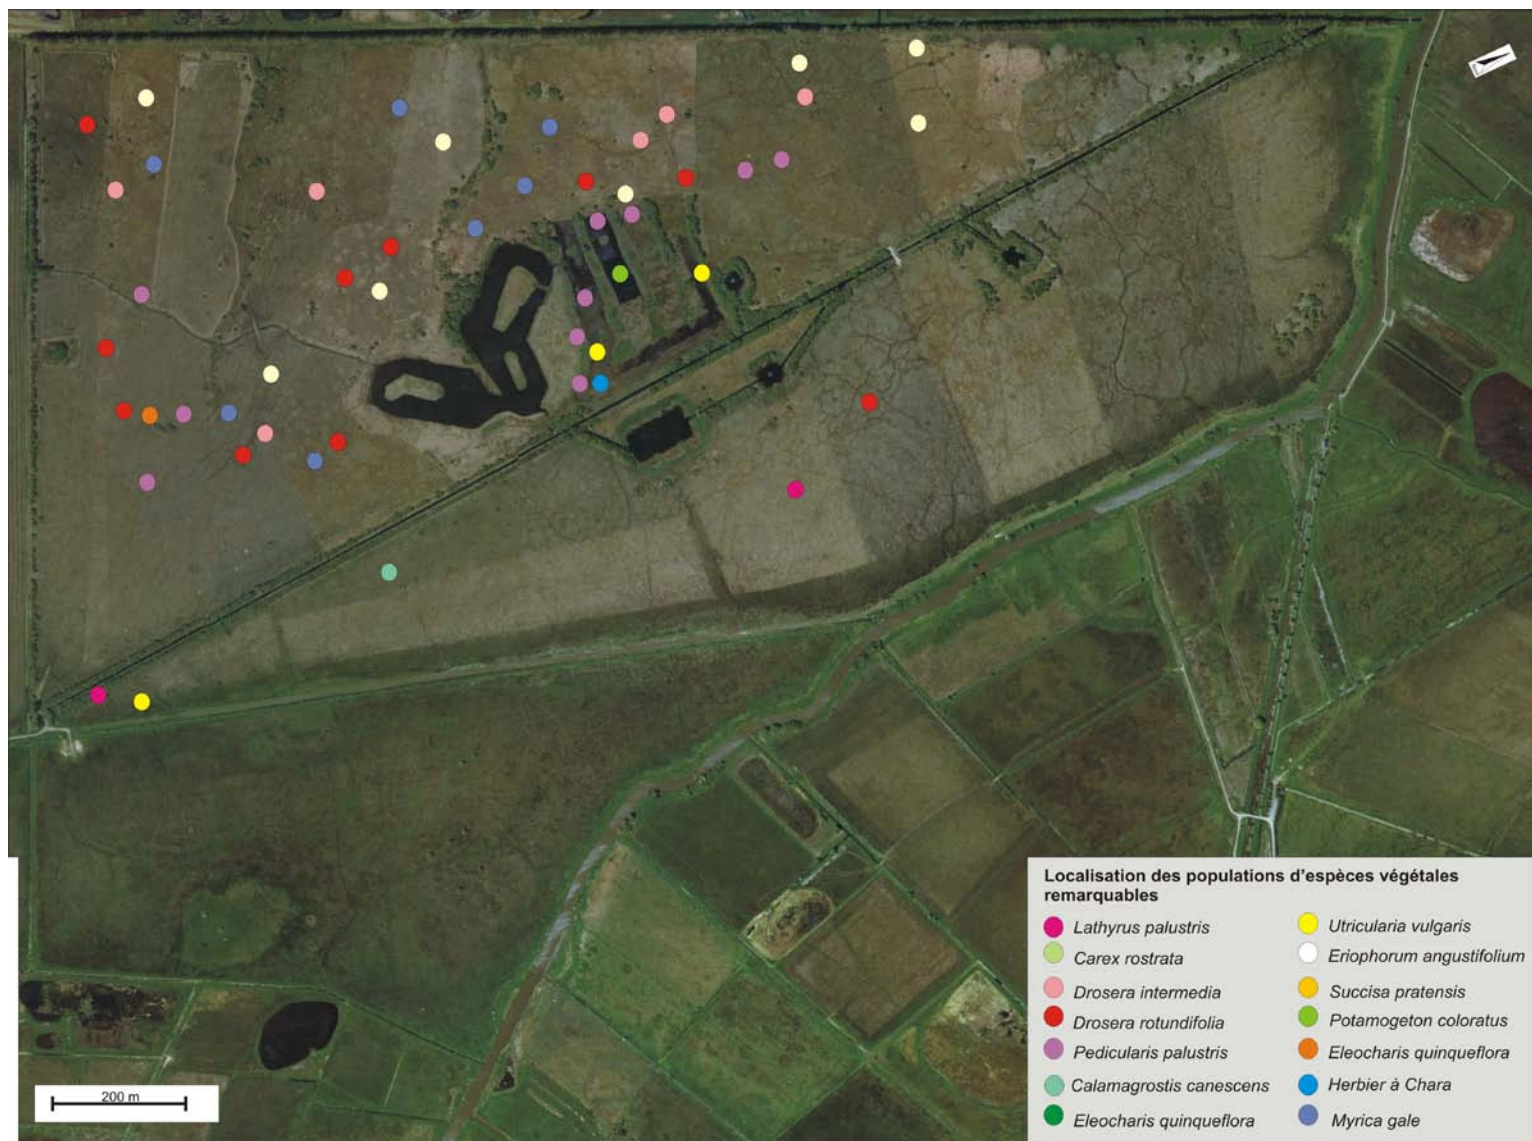 Localisation des populations d'espèces végétales
remarquables
Lathyrus palustris
Carex rostrata
Drosera intermedia
Drosera rotundifolia
Pedicularis palustris
Calamagrostis canescens
Eleocharis quinqueflora
Utricularia vulgaris
Eriophorum angustifolium
Succisa pratensis
Potamogeton coloratus
Eleocharis quinqueflora
Herbier à Chara
Myrica gale
200 m